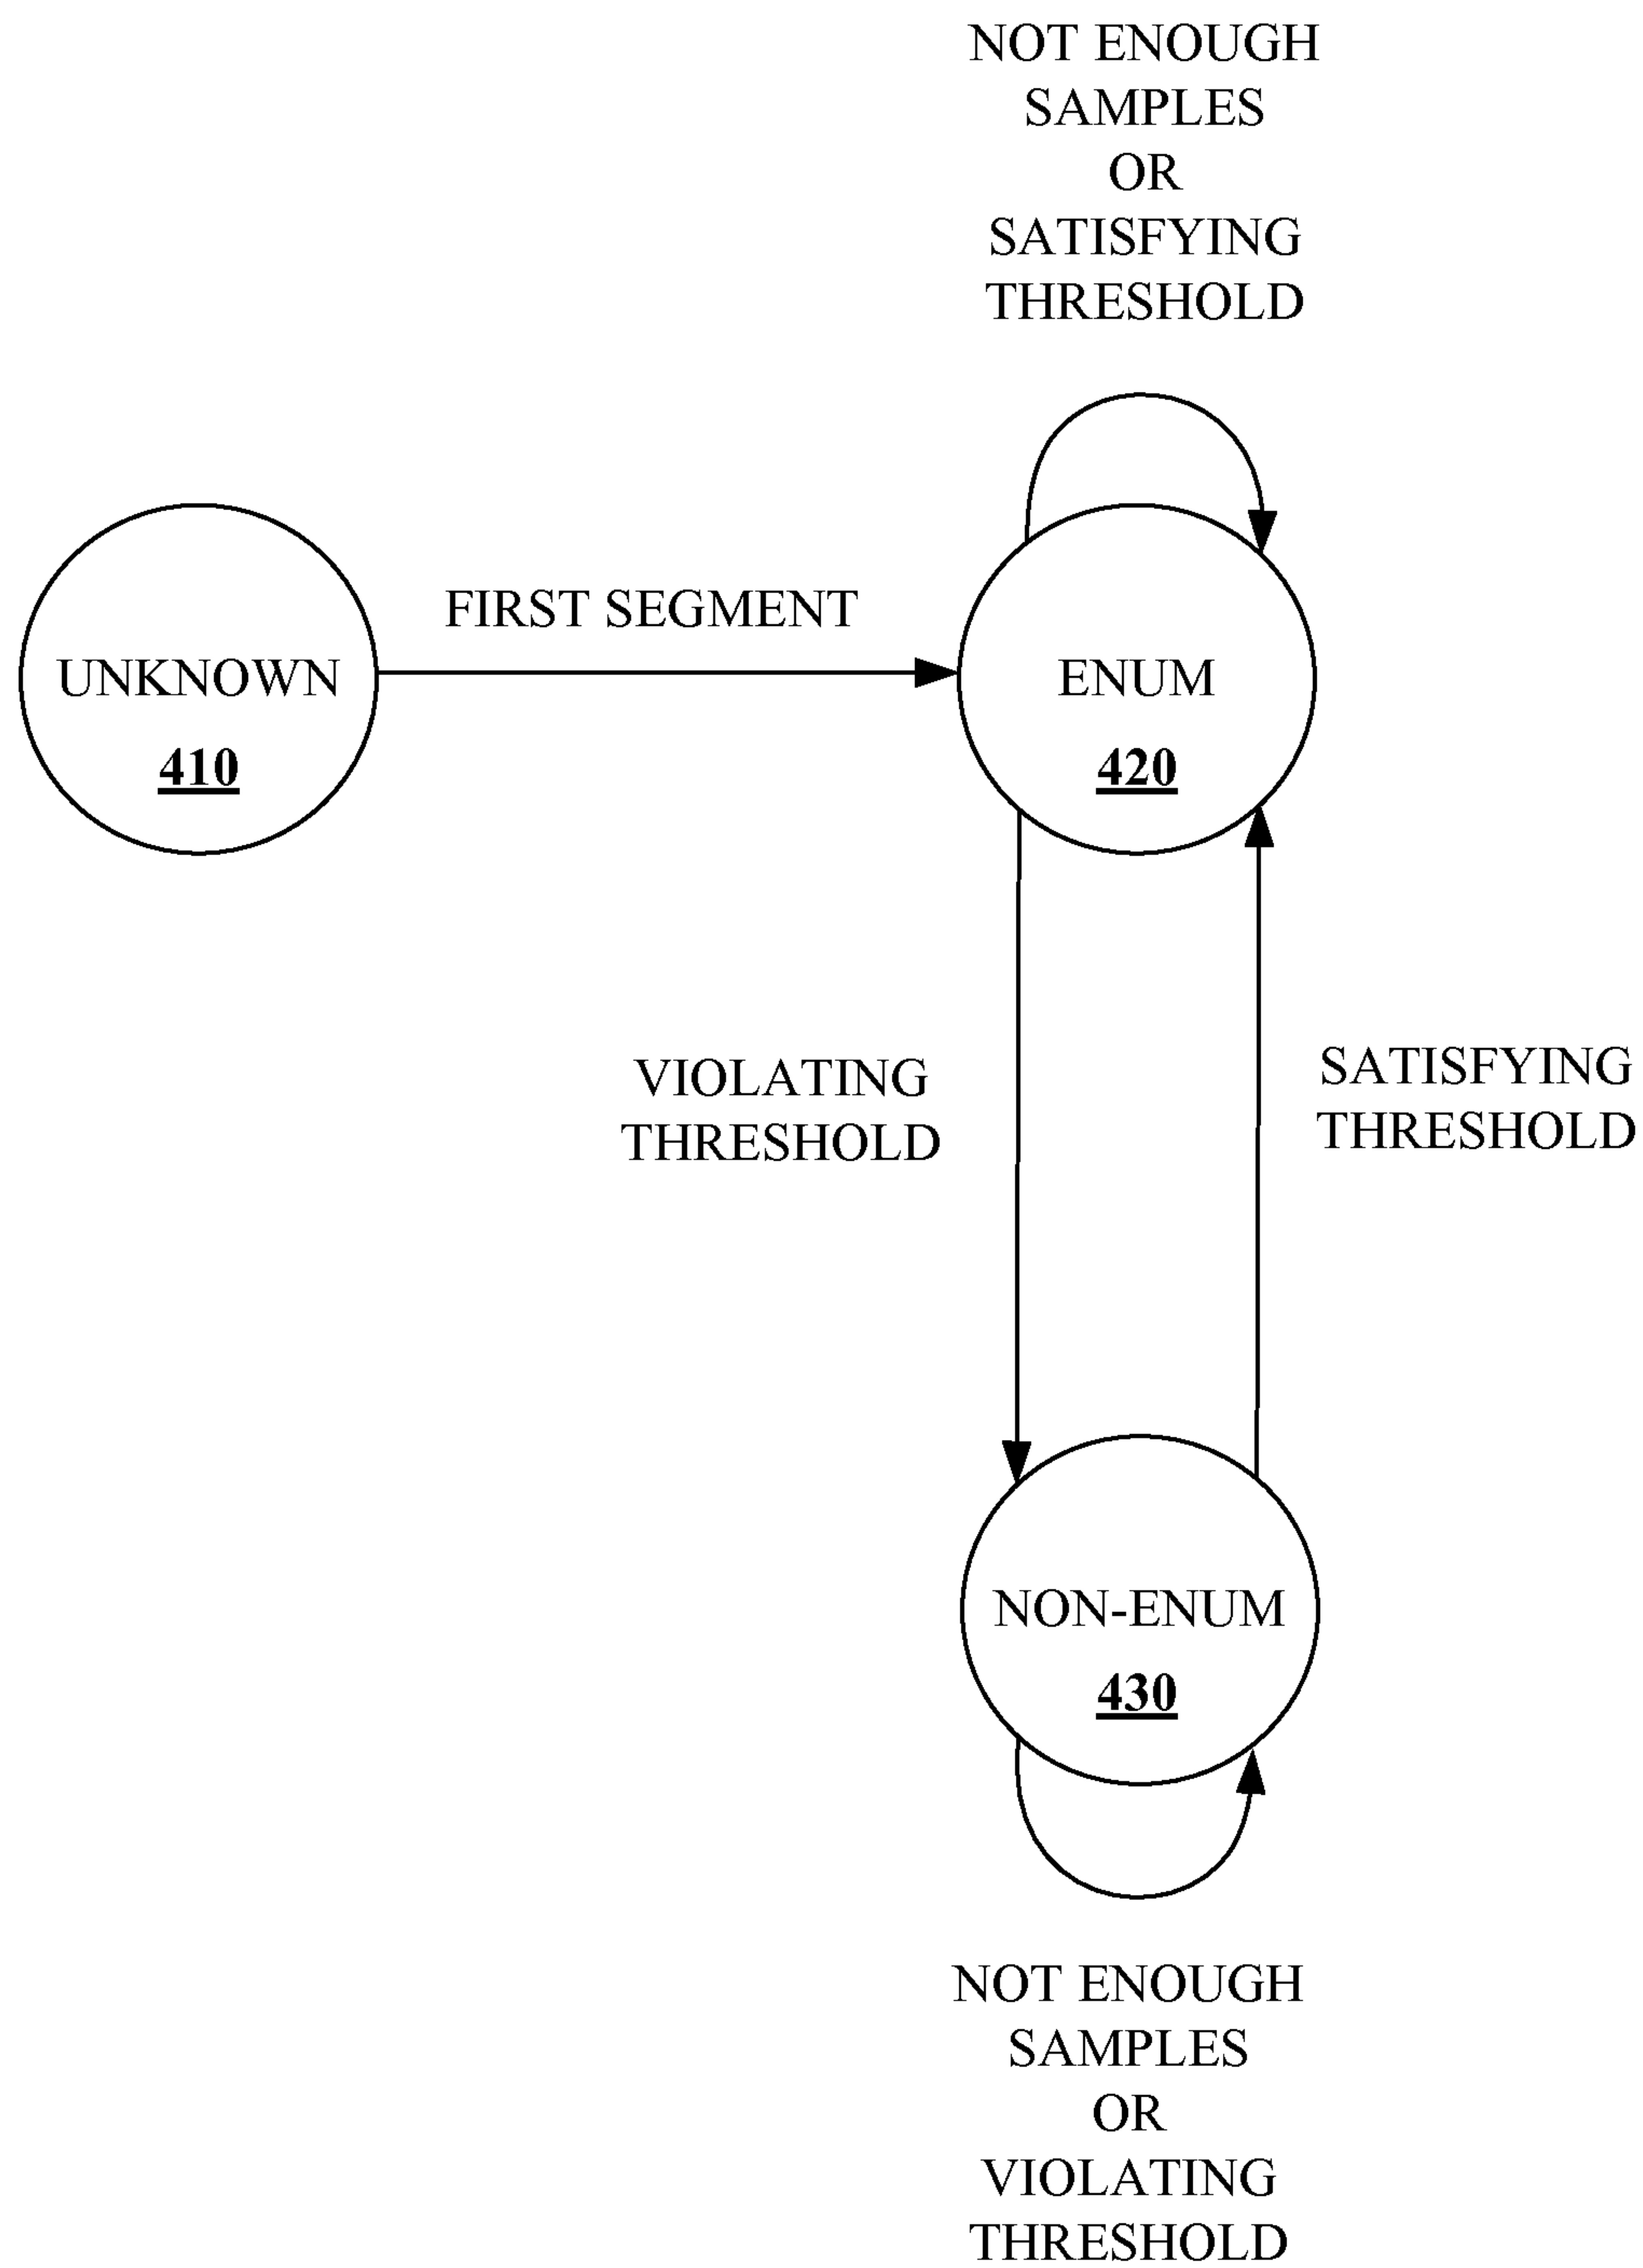 NOT ENOUGH
SAMPLES
OR
SATISFYING
THRESHOLD
FIRST SEGMENT
UNKNOWN
410
ENUM
420
VIOLATING
THRESHOLD
SATISFYING
THRESHOLD
NON-ENUM
430
NOT ENOUGH
SAMPLES
OR
VIOLATING
THRESHOLD